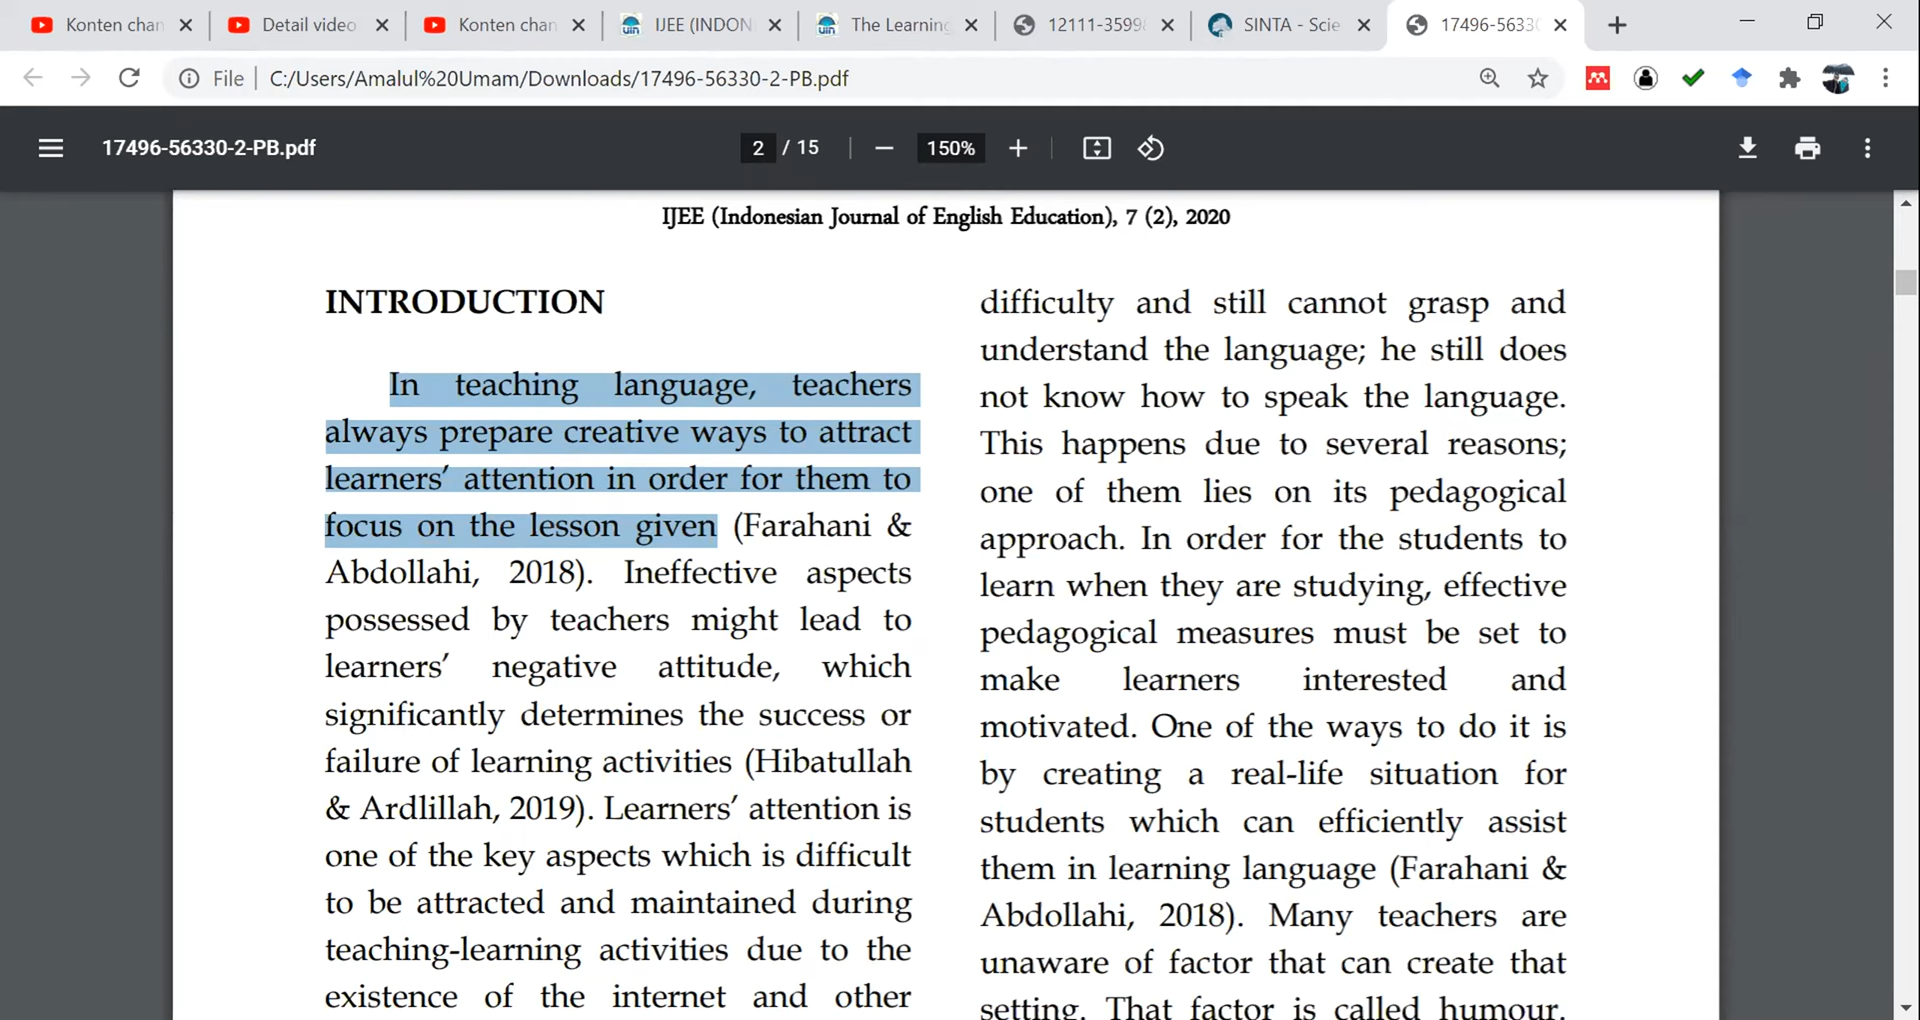 Konten chan
Detail video
Konten chan
IJEE (INDON
The Learning
12111-3599
SINTA - Scie
17496-5633
File
C:/Users/Amalul%20Umam/Downloads/17496-56330-2-PB.pdf
17496-56330-2-PB.pdf
2 / 15
150%
IJEE (Indonesian Journal of English Education), 7 (2), 2020
INTRODUCTION
In teaching language, teachers
always prepare creative ways to attract
learners’ attention in order for them to
focus on the lesson given (Farahani &
Abdollahi, 2018). Ineffective aspects
possessed by teachers might lead to
learners’ negative attitude, which
significantly determines the success or
failure of learning activities (Hibatullah
& Ardlillah, 2019). Learners’ attention is
one of the key aspects which is difficult
to be attracted and maintained during
teaching-learning activities due to the
existence of the internet and other
difficulty and still cannot grasp and
understand the language; he still does
not know how to speak the language.
This happens due to several reasons;
one of them lies on its pedagogical
approach. In order for the students to
learn when they are studying, effective
pedagogical measures must be set to
make learners interested and
motivated. One of the ways to do it is
by creating a real-life situation for
students which can efficiently assist
them in learning language (Farahani &
Abdollahi, 2018). Many teachers are
unaware of factor that can create that
setting. That factor is called humour.